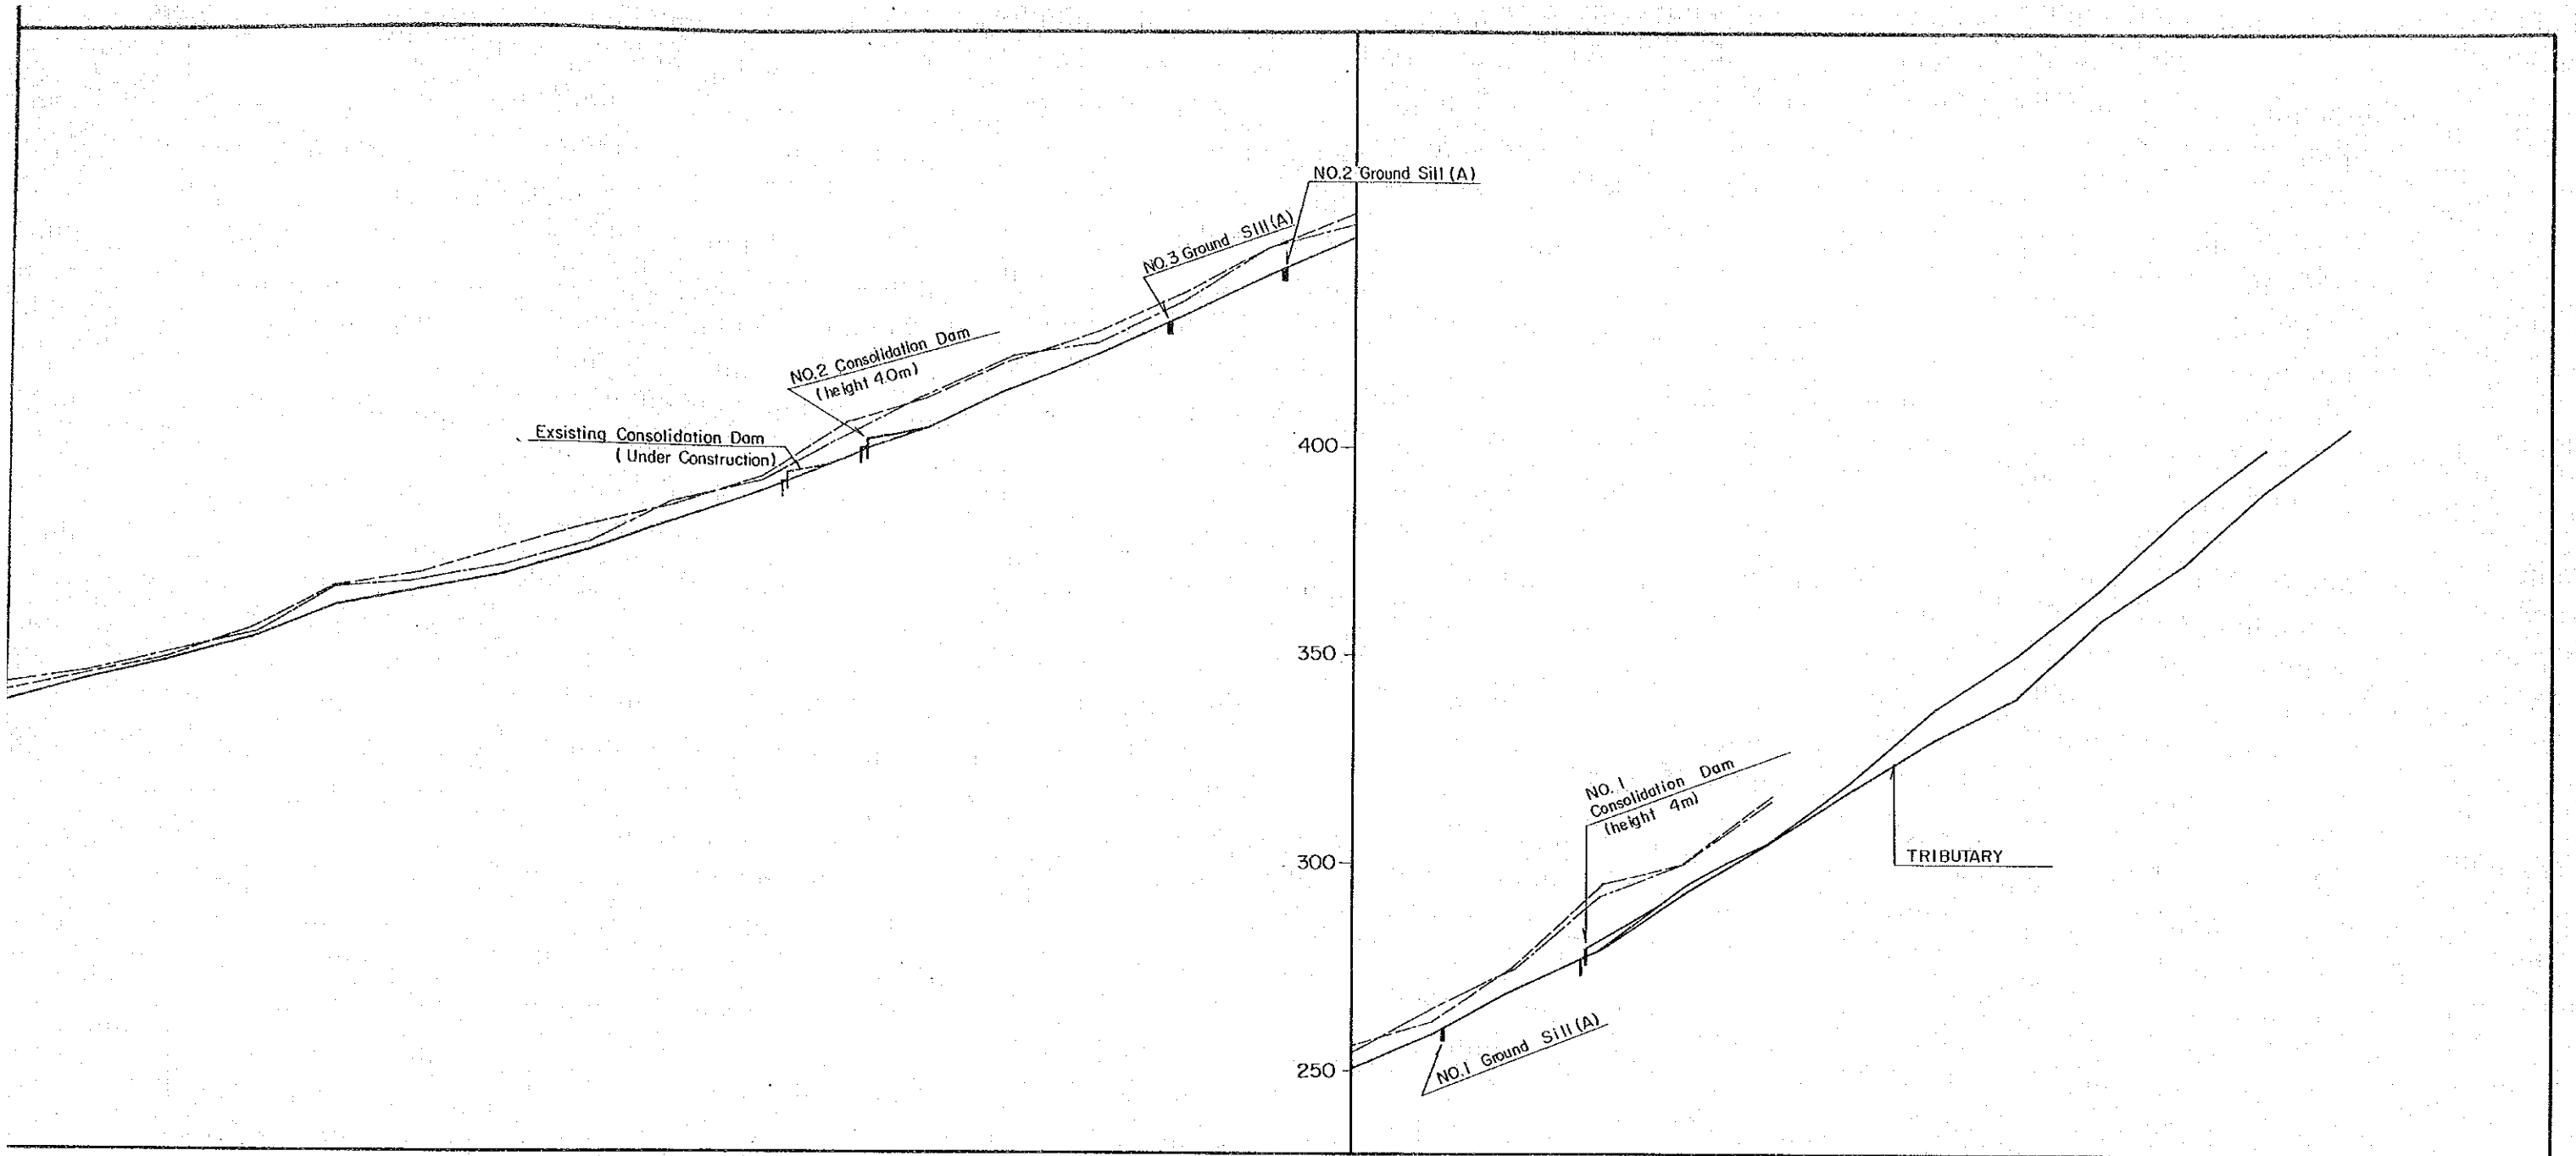 NO.2 Ground Sill (A)
NO.3 Ground Sill (A)
NO.2 Consolidation Dam
(height 4.0m)
Exsisting Consolidation Dam
(Under Construction)
400
350
300
250
NO. 1
Consolidation Dam
(height 4m)
TRIBUTARY
NO.1 Ground Sill (A)